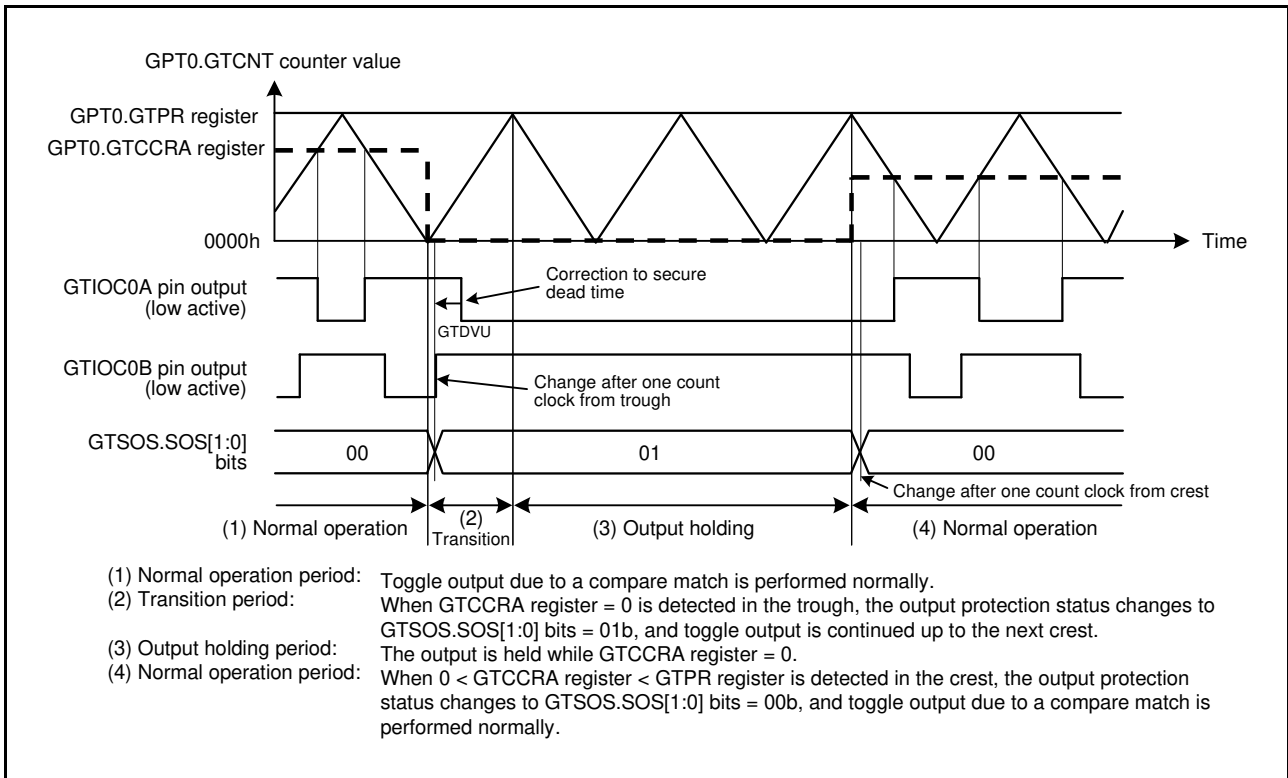 GPT0.GTCNT counter value
GPT0.GTPR register
GPT0.GTCCRA register
0000h
Time
GTIOC0A pin output
(low active)
Correction to secure
dead time
GTDVU
GTIOC0B pin output
(low active)
Change after one count
clock from trough
GTSOS.SOS[1:0]
bits
00
01
00
Change after one count clock from crest
(1) Normal operation
(2)
Transition
(3) Output holding
(4) Normal operation
(1) Normal operation period: Toggle output due to a compare match is performed normally.
(2) Transition period: When GTCCRA register = 0 is detected in the trough, the output protection status changes to
GTSOS.SOS[1:0] bits = 01b, and toggle output is continued up to the next crest.
(3) Output holding period: The output is held while GTCCRA register = 0.
(4) Normal operation period: When 0 < GTCCRA register < GTPR register is detected in the crest, the output protection
status changes to GTSOS.SOS[1:0] bits = 00b, and toggle output due to a compare match is
performed normally.